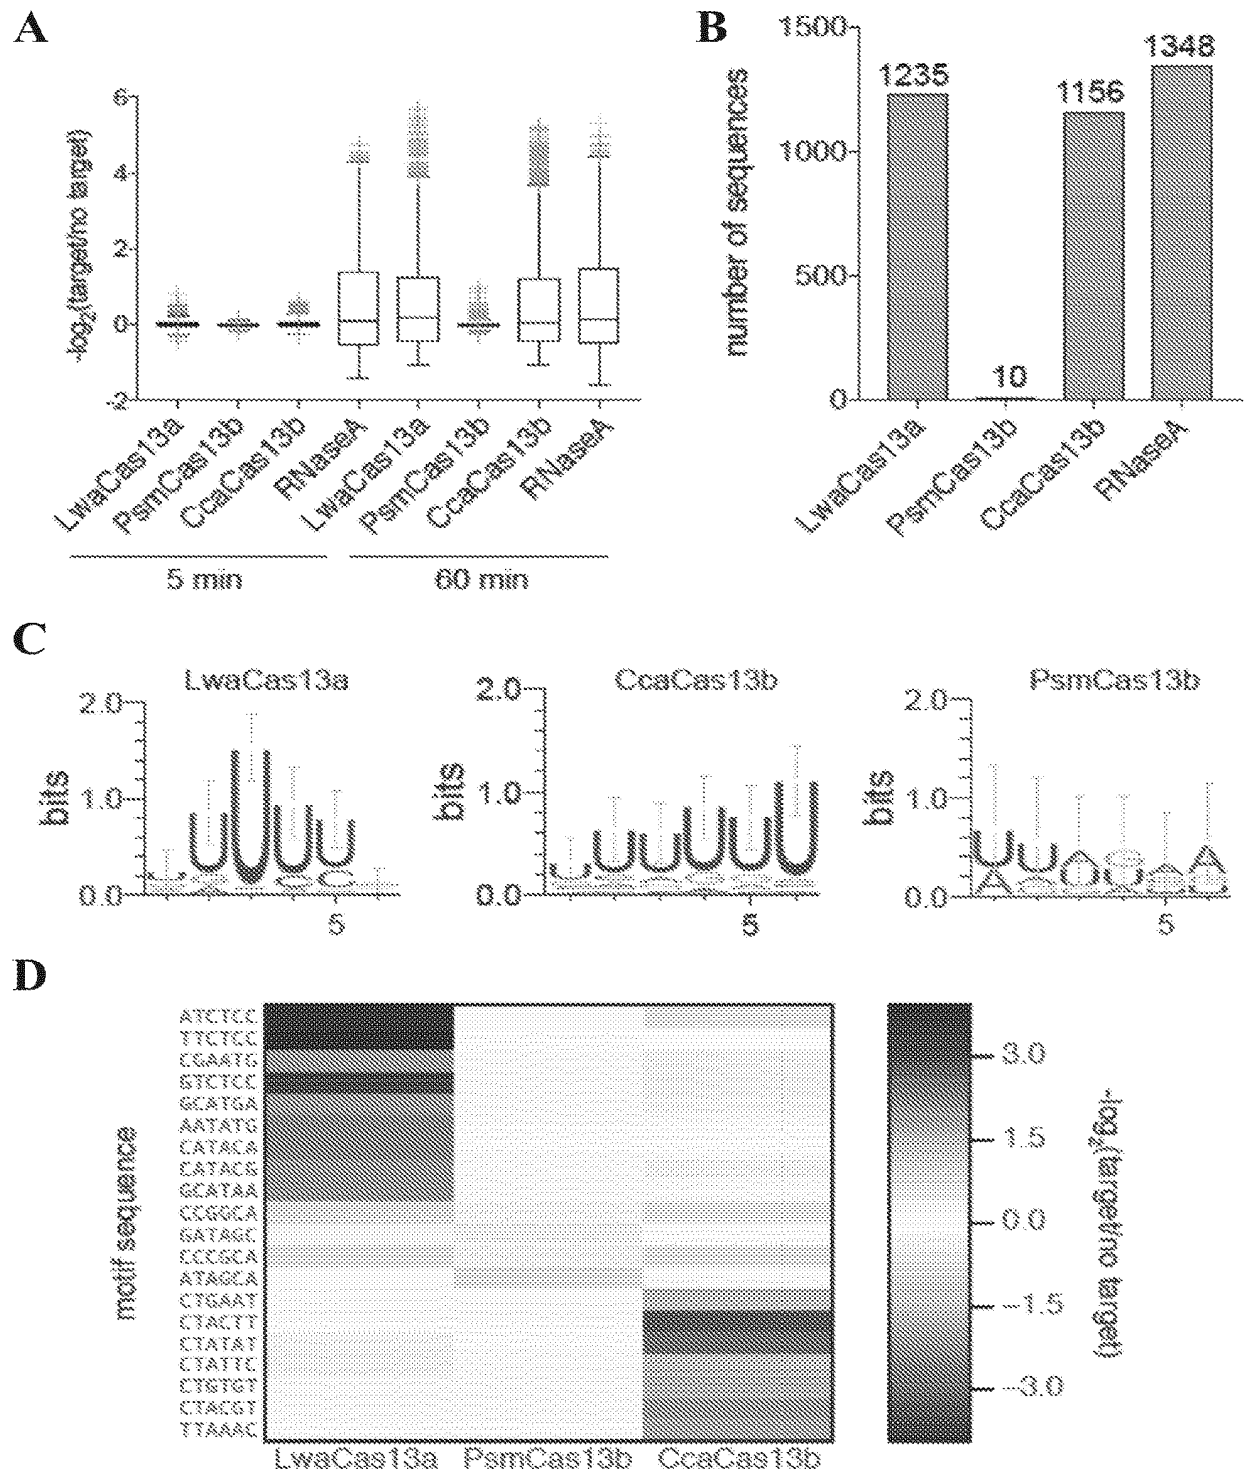 A
-log2(target/no target)
6
4
2
0
-2
LwaCas13a
PsmCas13b
CcaCas13b
RNaseA
LwaCas13a
PsmCas13b
CcaCas13b
RNaseA
5 min
60 min
B
number of sequences
1500
1000
500
0
1235
10
1156
1348
LwaCas13a
PsmCas13b
CcaCas13b
RNaseA
C
LwaCas13a
bits
2.0
1.0
0.0
5
CcaCas13b
bits
2.0
1.0
0.0
5
PsmCas13b
bits
2.0
1.0
0.0
5
D
motif sequence
ATCTCC
TTCTCC
CGAATG
GTCTCC
GCATGA
AATATG
CATACA
CATACG
GCATAA
CCGGCA
GATAGC
CCCGCA
ATAGCA
CTGAAT
CTACTT
CTATAT
CTATTC
CTGTGT
CTACGT
TTAAAC
LwaCas13a PsmCas13b CcaCas13b
3.0
1.5
0.0
-1.5
-3.0
-log2(target/no target)